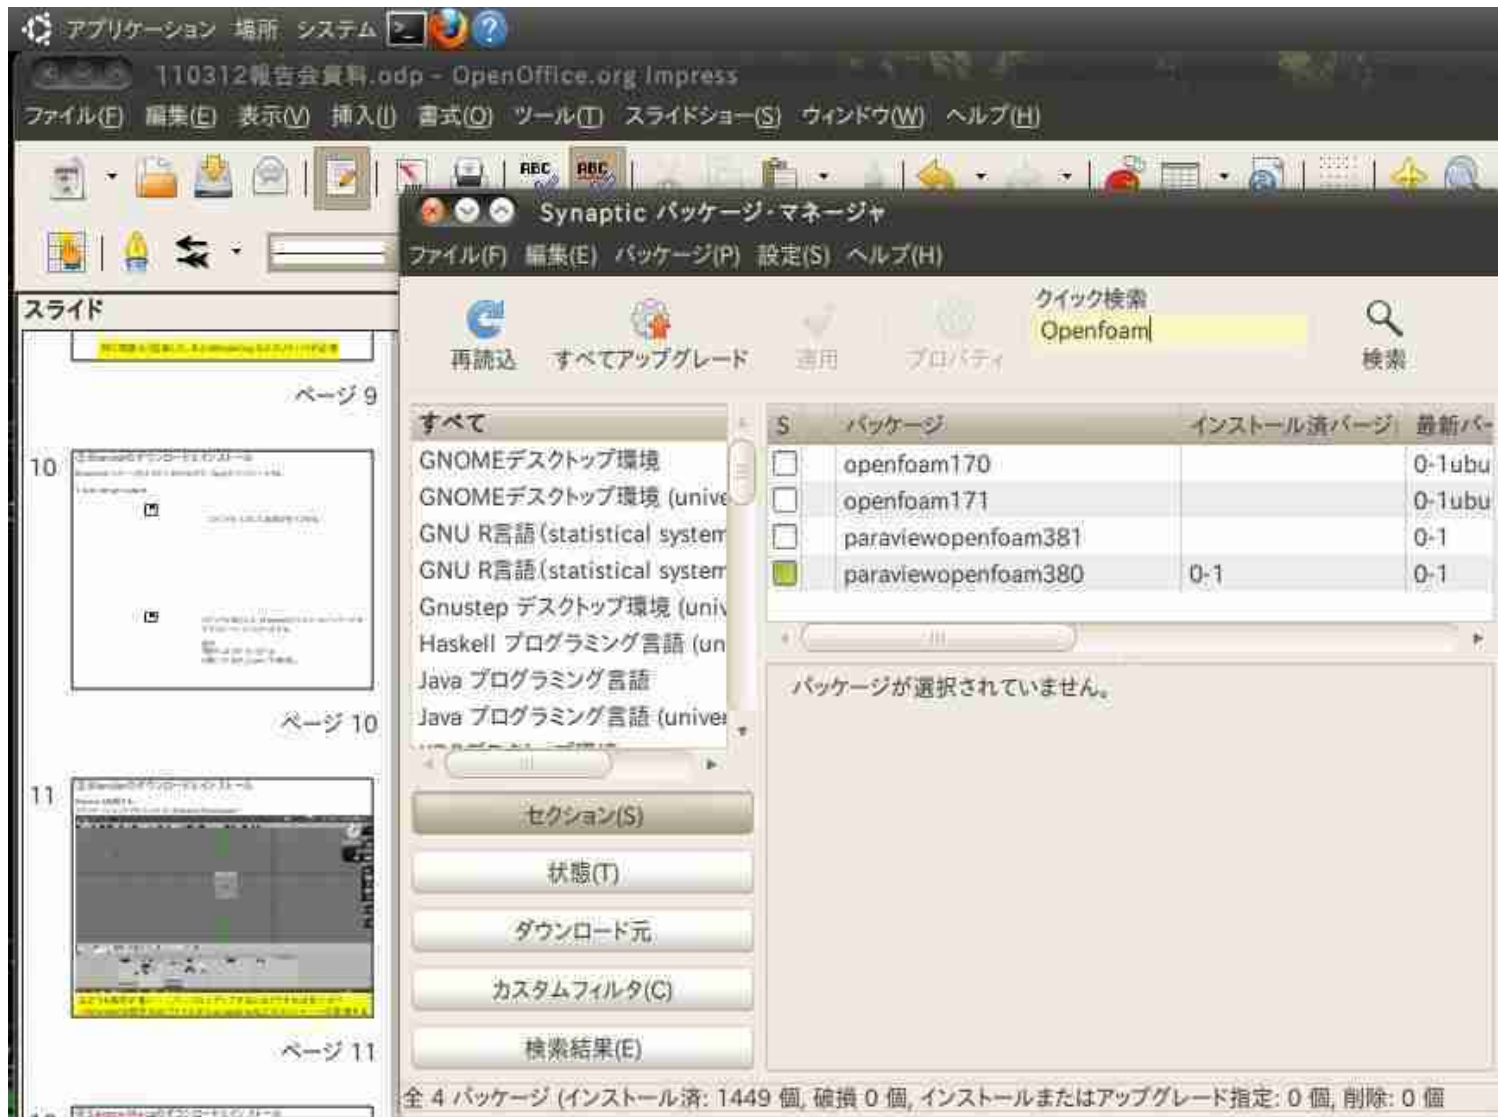 アプリケーション 場所 システム
110312報告会資料.odp - OpenOffice.org Impress
ファイル(F) 編集(E) 表示(V) 挿入(I) 書式(O) ツール(T) スライドショー(S) ウィンドウ(W) ヘルプ(H)
ABC ABC
Synaptic パッケージ・マネージャ
ファイル(F) 編集(E) パッケージ(P) 設定(S) ヘルプ(H)
再読込 すべてアップグレード 適用 プロパティ
クイック検索
Openfoam
検索
スライド
ページ 9
10
ページ 10
11
ページ 11
すべて
GNOMEデスクトップ環境
GNOMEデスクトップ環境 (unive
GNU R言語(statistical system
GNU R言語(statistical system
Gnustep デスクトップ環境 (univ
Haskell プログラミング言語 (un
Java プログラミング言語
Java プログラミング言語 (univer
セクション(S)
状態(T)
ダウンロード元
カスタムフィルタ(C)
検索結果(E)
S パッケージ インストール済バージ 最新バー
openfoam170 0-1ubu
openfoam171 0-1ubu
paraviewopenfoam381 0-1
paraviewopenfoam380 0-1 0-1
パッケージが選択されていません。
全 4 パッケージ (インストール済: 1449 個, 破損 0 個, インストールまたはアップグレード指定: 0 個, 削除: 0 個